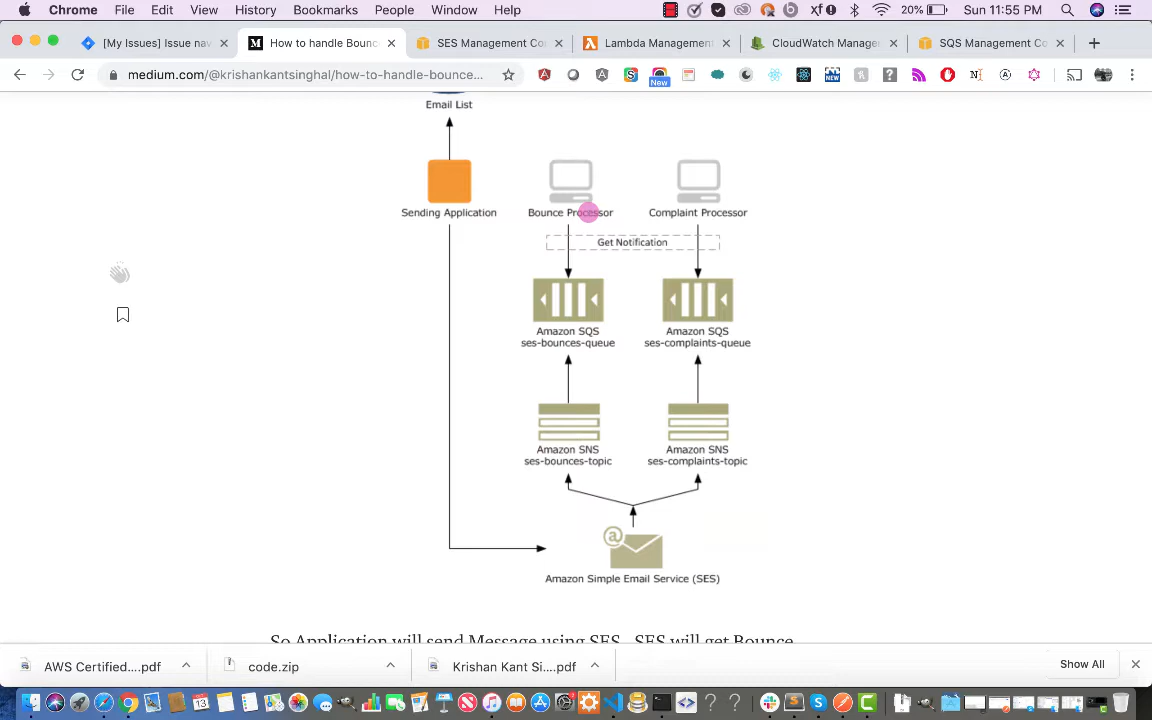 Chrome File Edit View History Bookmarks People Window Help 20% Sun 11:55 PM
[My Issues] Issue nav
How to handle Bounc
SES Management Co
Lambda Management
CloudWatch Manage
SQS Management Co
medium.com/@krishankantsinghal/how-to-handle-bounce...
New
NEW
Email List
Sending Application
Bounce Processor
Complaint Processor
Get Notification
Amazon SQS
ses-bounces-queue
Amazon SQS
ses-complaints-queue
Amazon SNS
ses-bounces-topic
Amazon SNS
ses-complaints-topic
@
Amazon Simple Email Service (SES)
So Application will send Message using SES. SES will get Bounce
AWS Certified....pdf
code.zip
Krishan Kant Si....pdf
Show All